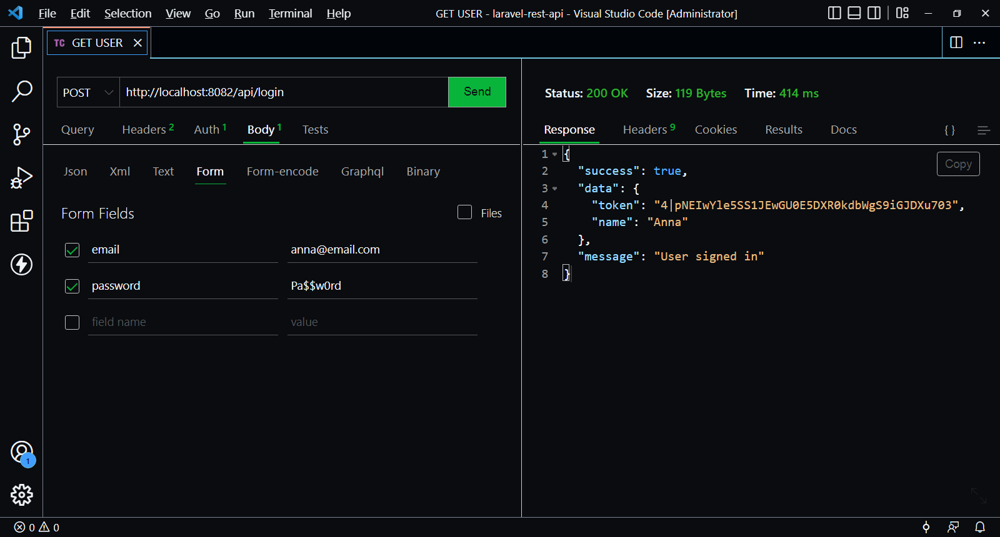 File Edit Selection View Go Run Terminal Help GET USER - laravel-rest-api - Visual Studio Code [Administrator]
TC GET USER
POST http://localhost:8082/api/login Send
Query Headers 2 Auth 1 Body 1 Tests
Json Xml Text Form Form-encode Graphql Binary
Form Fields Files
email anna@email.com
password Pa$$w0rd
field name value
Status: 200 OK Size: 119 Bytes Time: 414 ms
Response Headers 9 Cookies Results Docs { }
Copy
1 {
2 "success": true,
3 "data": {
4 "token": "4|pNEIwYle5SS1JEwGU0E5DXR0kdbWgS9iGJDXu703",
5 "name": "Anna"
6 },
7 "message": "User signed in"
8 }
1
0 0